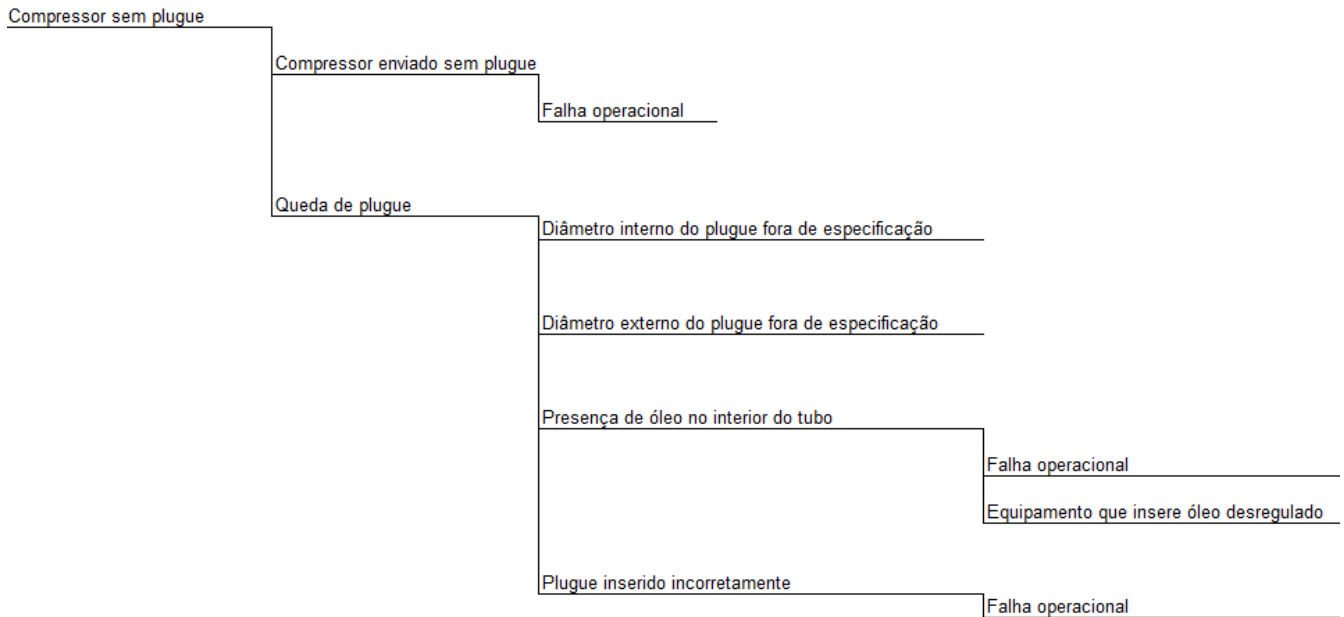 Compressor sem plugue
Compressor enviado sem plugue
Falha operacional
Queda de plugue
Diâmetro interno do plugue fora de especificação
Diâmetro externo do plugue fora de especificação
Presença de óleo no interior do tubo
Falha operacional
Equipamento que insere óleo desregulado
Plugue inserido incorretamente
Falha operacional